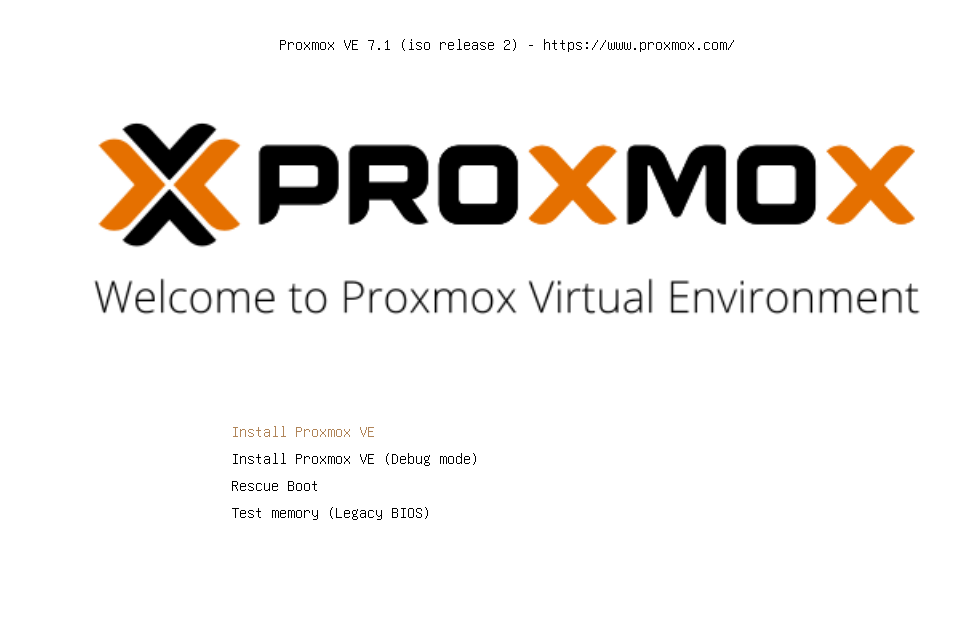 Proxmox VE 7.1 (iso release 2) - https://www.proxmox.com/
PROXMOX
Welcome to Proxmox Virtual Environment
Install Proxmox VE
Install Proxmox VE (Debug mode)
Rescue Boot
Test memory (Legacy BIOS)